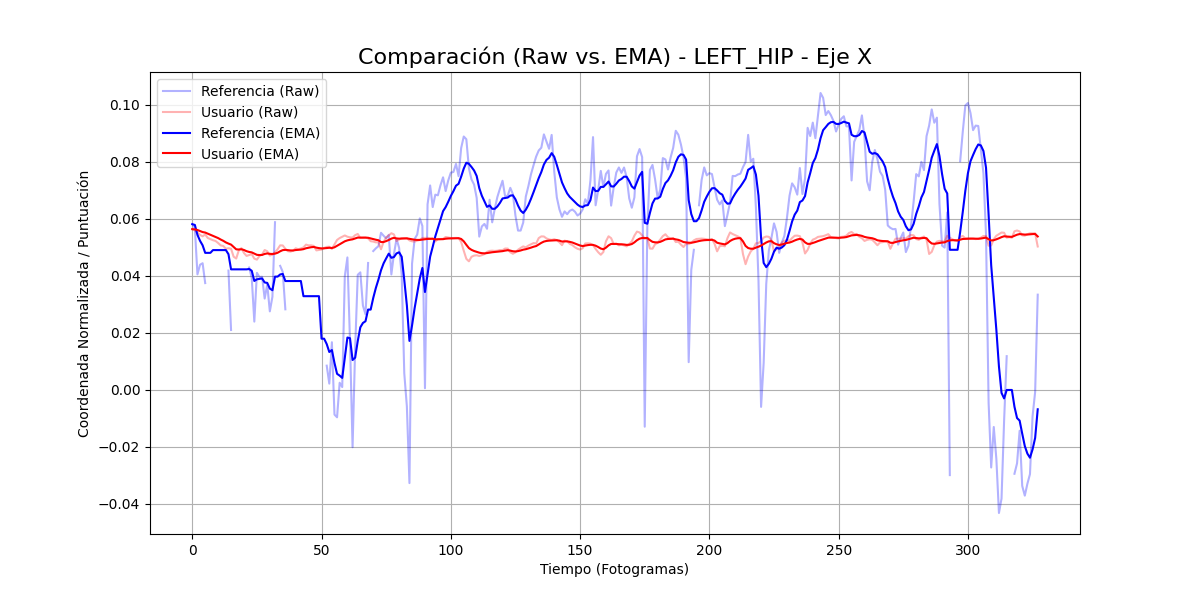 Comparación (Raw vs. EMA) - LEFT_HIP - Eje X
Referencia (Raw)
Usuario (Raw)
Referencia (EMA)
Usuario (EMA)
Coordenada Normalizada / Puntuación
0.10
0.08
0.06
0.04
0.02
0.00
−0.02
−0.04
0 50 100 150 200 250 300
Tiempo (Fotogramas)